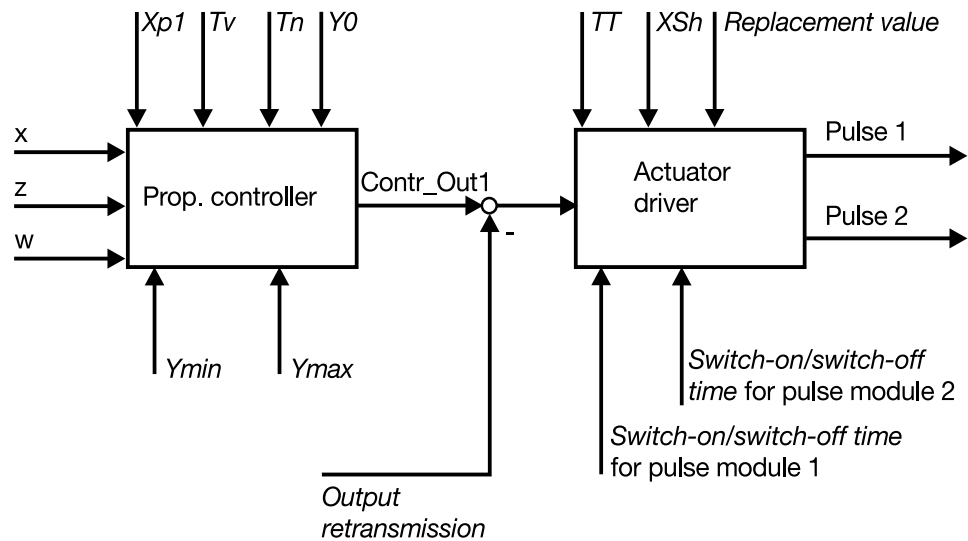 Xp1
Tv
Tn
Y0
TT
XSh
Replacement value
x
z
w
Prop. controller
Contr_Out1
-
Actuator
driver
Pulse 1
Pulse 2
Ymin
Ymax
Switch-on/switch-off
time for pulse module 2
Switch-on/switch-off time
for pulse module 1
Output
retransmission